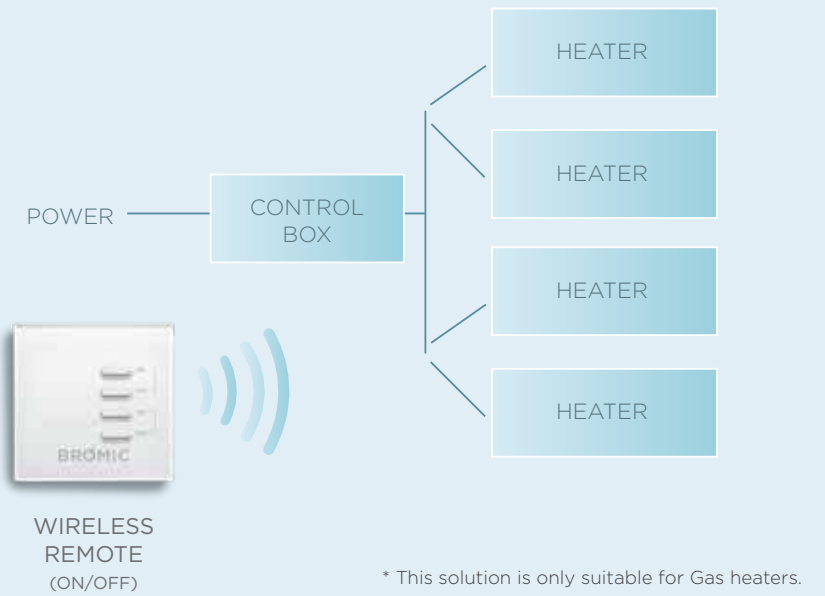 HEATER
HEATER
POWER
CONTROL
BOX
HEATER
HEATER
BROMIC
WIRELESS
REMOTE
(ON/OFF)
* This solution is only suitable for Gas heaters.